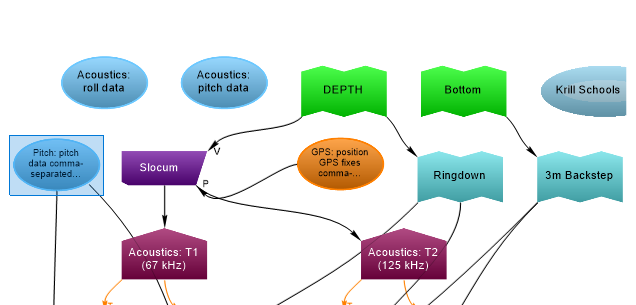 Acoustics:
roll data
Acoustics:
pitch data
DEPTH
Bottom
Krill Schools
Pitch: pitch
data comma-
separated...
Slocum
V
P
GPS: position
GPS fixes
comma-...
Ringdown
3m Backstep
Acoustics: T1
(67 kHz)
Acoustics: T2
(125 kHz)